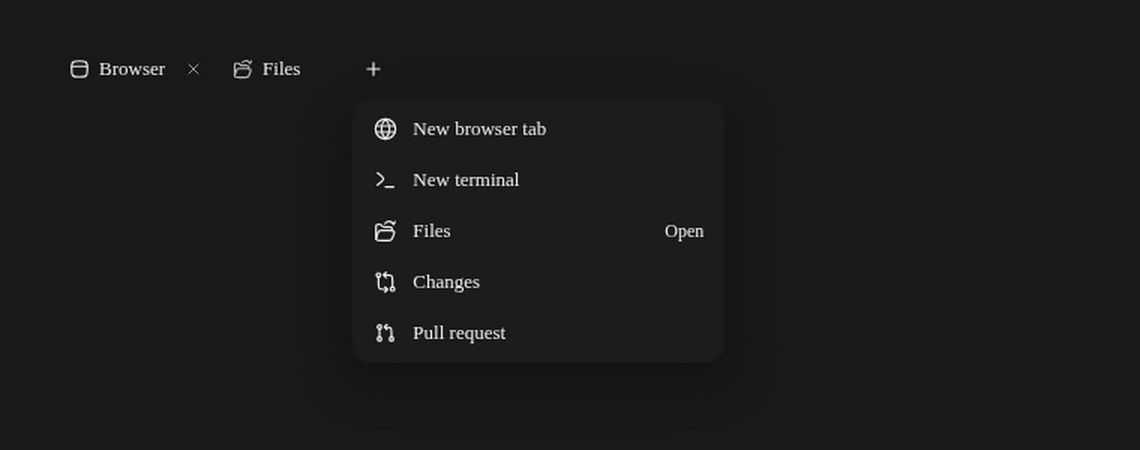 Browser Files
New browser tab
New terminal
Files Open
Changes
Pull request